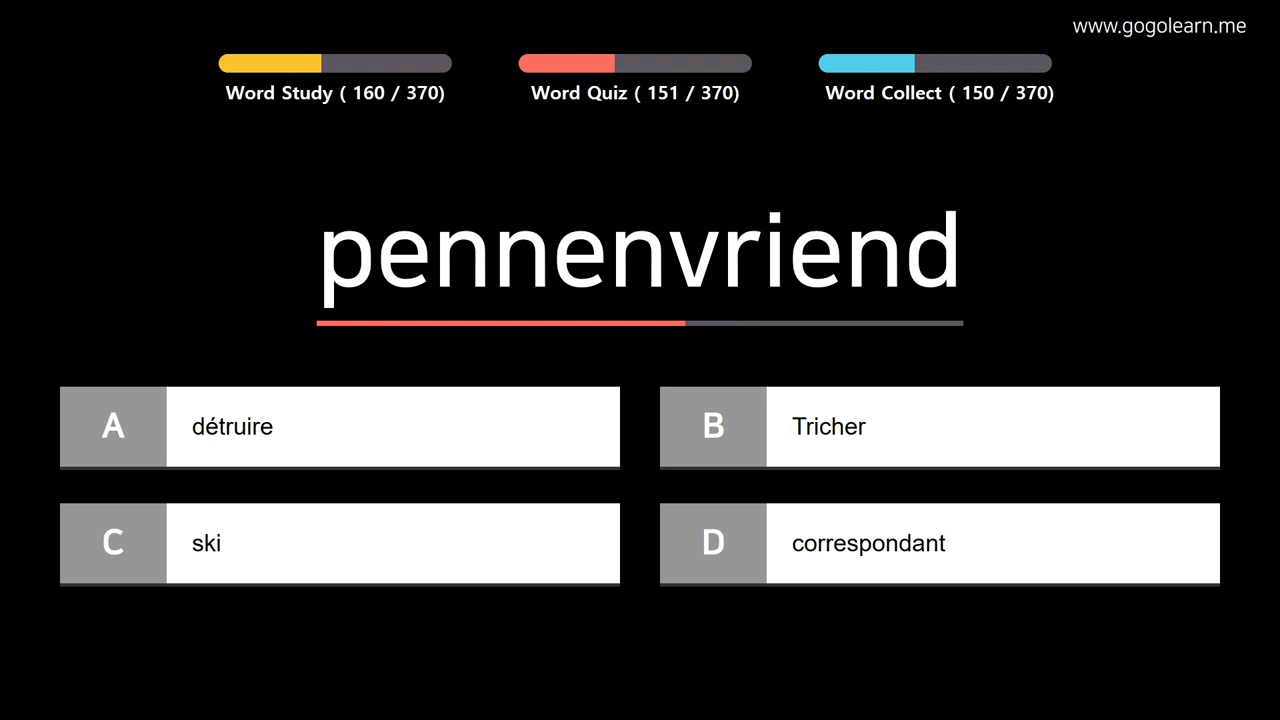 www.gogolearn.me
Word Study ( 160 / 370)
Word Quiz ( 151 / 370)
Word Collect ( 150 / 370)
pennenvriend
A
détruire
B
Tricher
C
ski
D
correspondant